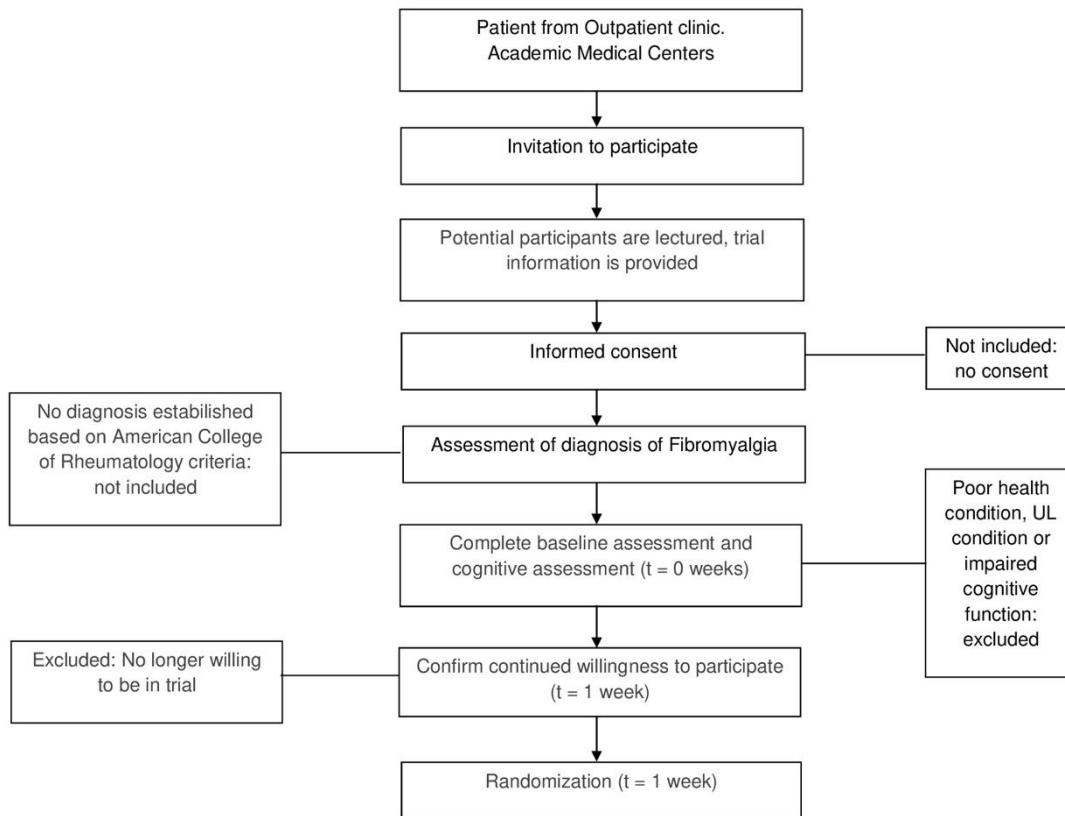 Patient from Outpatient clinic.
Academic Medical Centers
Invitation to participate
Potential participants are lectured, trial
information is provided
Informed consent
Not included:
no consent
No diagnosis estabilished
based on American College
of Rheumatology criteria:
not included
Assessment of diagnosis of Fibromyalgia
Complete baseline assessment and
cognitive assessment (t = 0 weeks)
Poor health
condition, UL
condition or
impaired
cognitive
function:
excluded
Excluded: No longer willing
to be in trial
Confirm continued willingness to participate
(t = 1 week)
Randomization (t = 1 week)